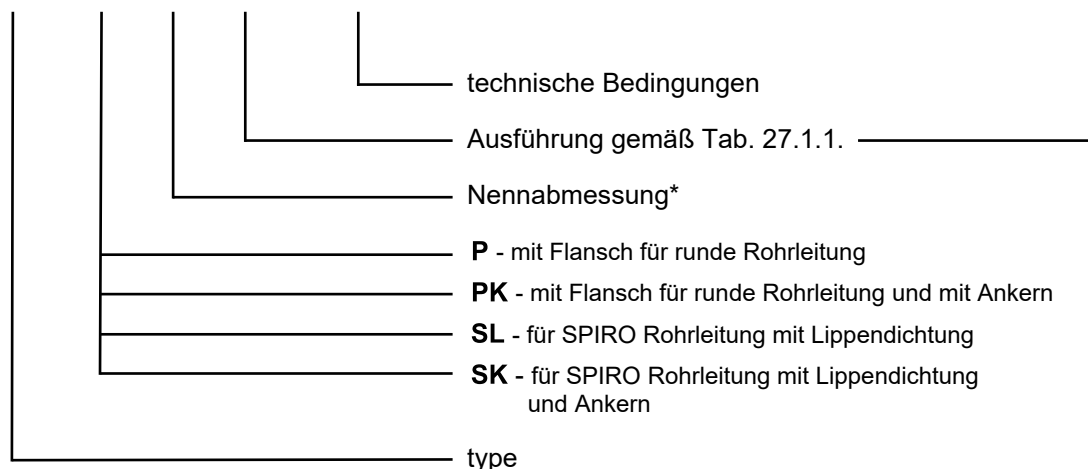 technische Bedingungen
Ausführung gemäß Tab. 27.1.1.
Nennabmessung*
P - mit Flansch für runde Rohrleitung
PK - mit Flansch für runde Rohrleitung und mit Ankern
SL - für SPIRO Rohrleitung mit Lippendichtung
SK - für SPIRO Rohrleitung mit Lippendichtung
und Ankern
type